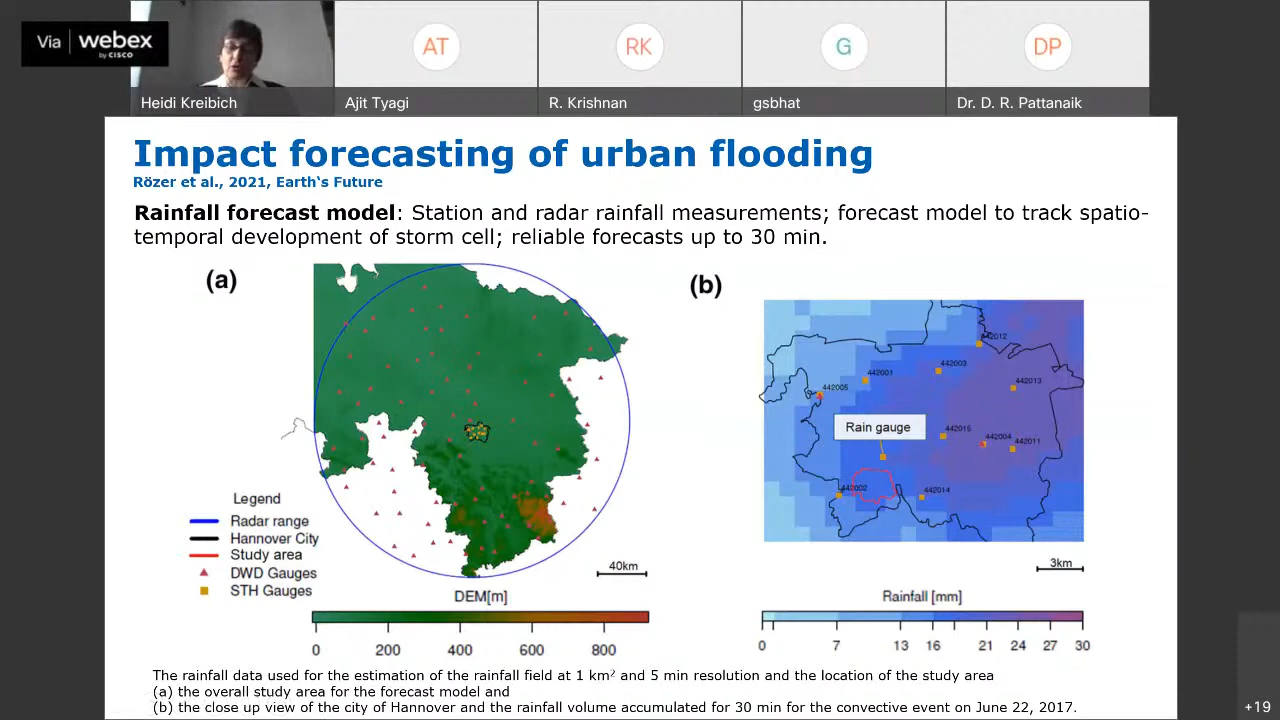 Via webex
by CISCO
AT
RK
G
DP
Heidi Kreibich
Ajit Tyagi
R. Krishnan
gsbhat
Dr. D. R. Pattanaik
Impact forecasting of urban flooding
Rözer et al., 2021, Earth‘s Future
Rainfall forecast model: Station and radar rainfall measurements; forecast model to track spatio-
temporal development of storm cell; reliable forecasts up to 30 min.
(a)
Legend
Radar range
Hannover City
Study area
DWD Gauges
STH Gauges
40km
DEM[m]
0 200 400 600 800
(b)
442012
442003
442001
442005
442013
Rain gauge
442015
442004
442011
442002
442014
3km
Rainfall [mm]
0 7 13 16 21 24 27 30
The rainfall data used for the estimation of the rainfall field at 1 km² and 5 min resolution and the location of the study area
(a) the overall study area for the forecast model and
(b) the close up view of the city of Hannover and the rainfall volume accumulated for 30 min for the convective event on June 22, 2017.
+19